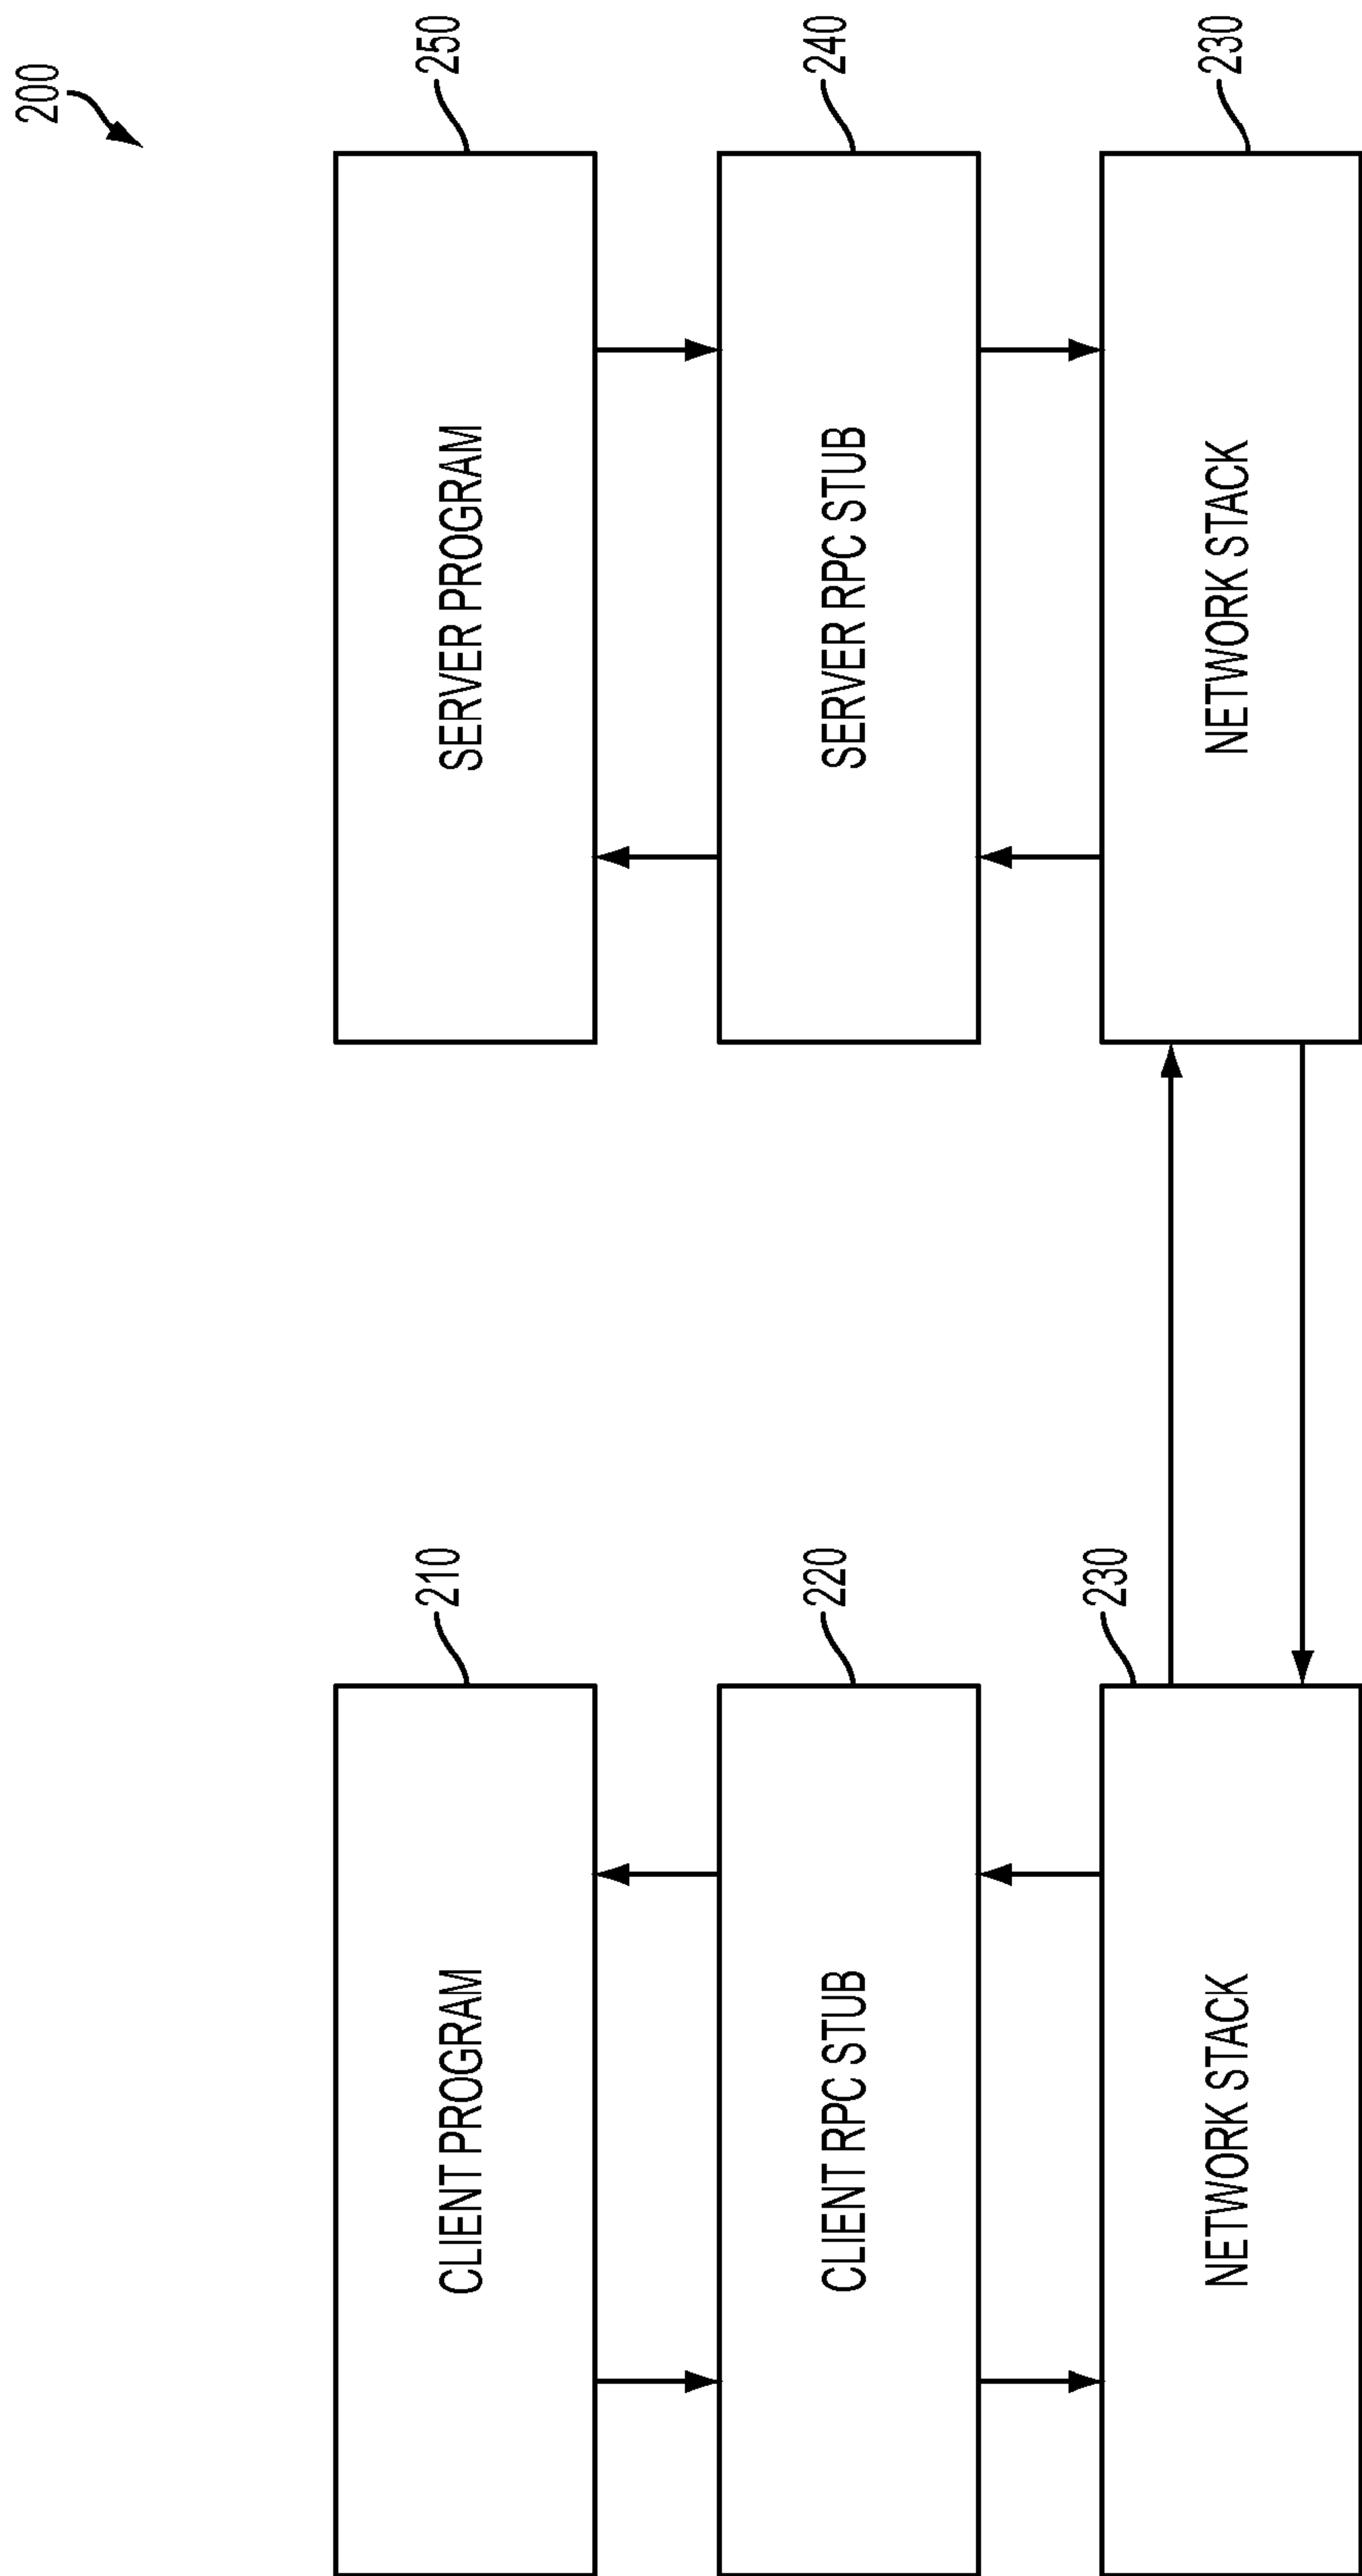 200
210
CLIENT PROGRAM
250
SERVER PROGRAM
220
CLIENT RPC STUB
240
SERVER RPC STUB
230
NETWORK STACK
230
NETWORK STACK